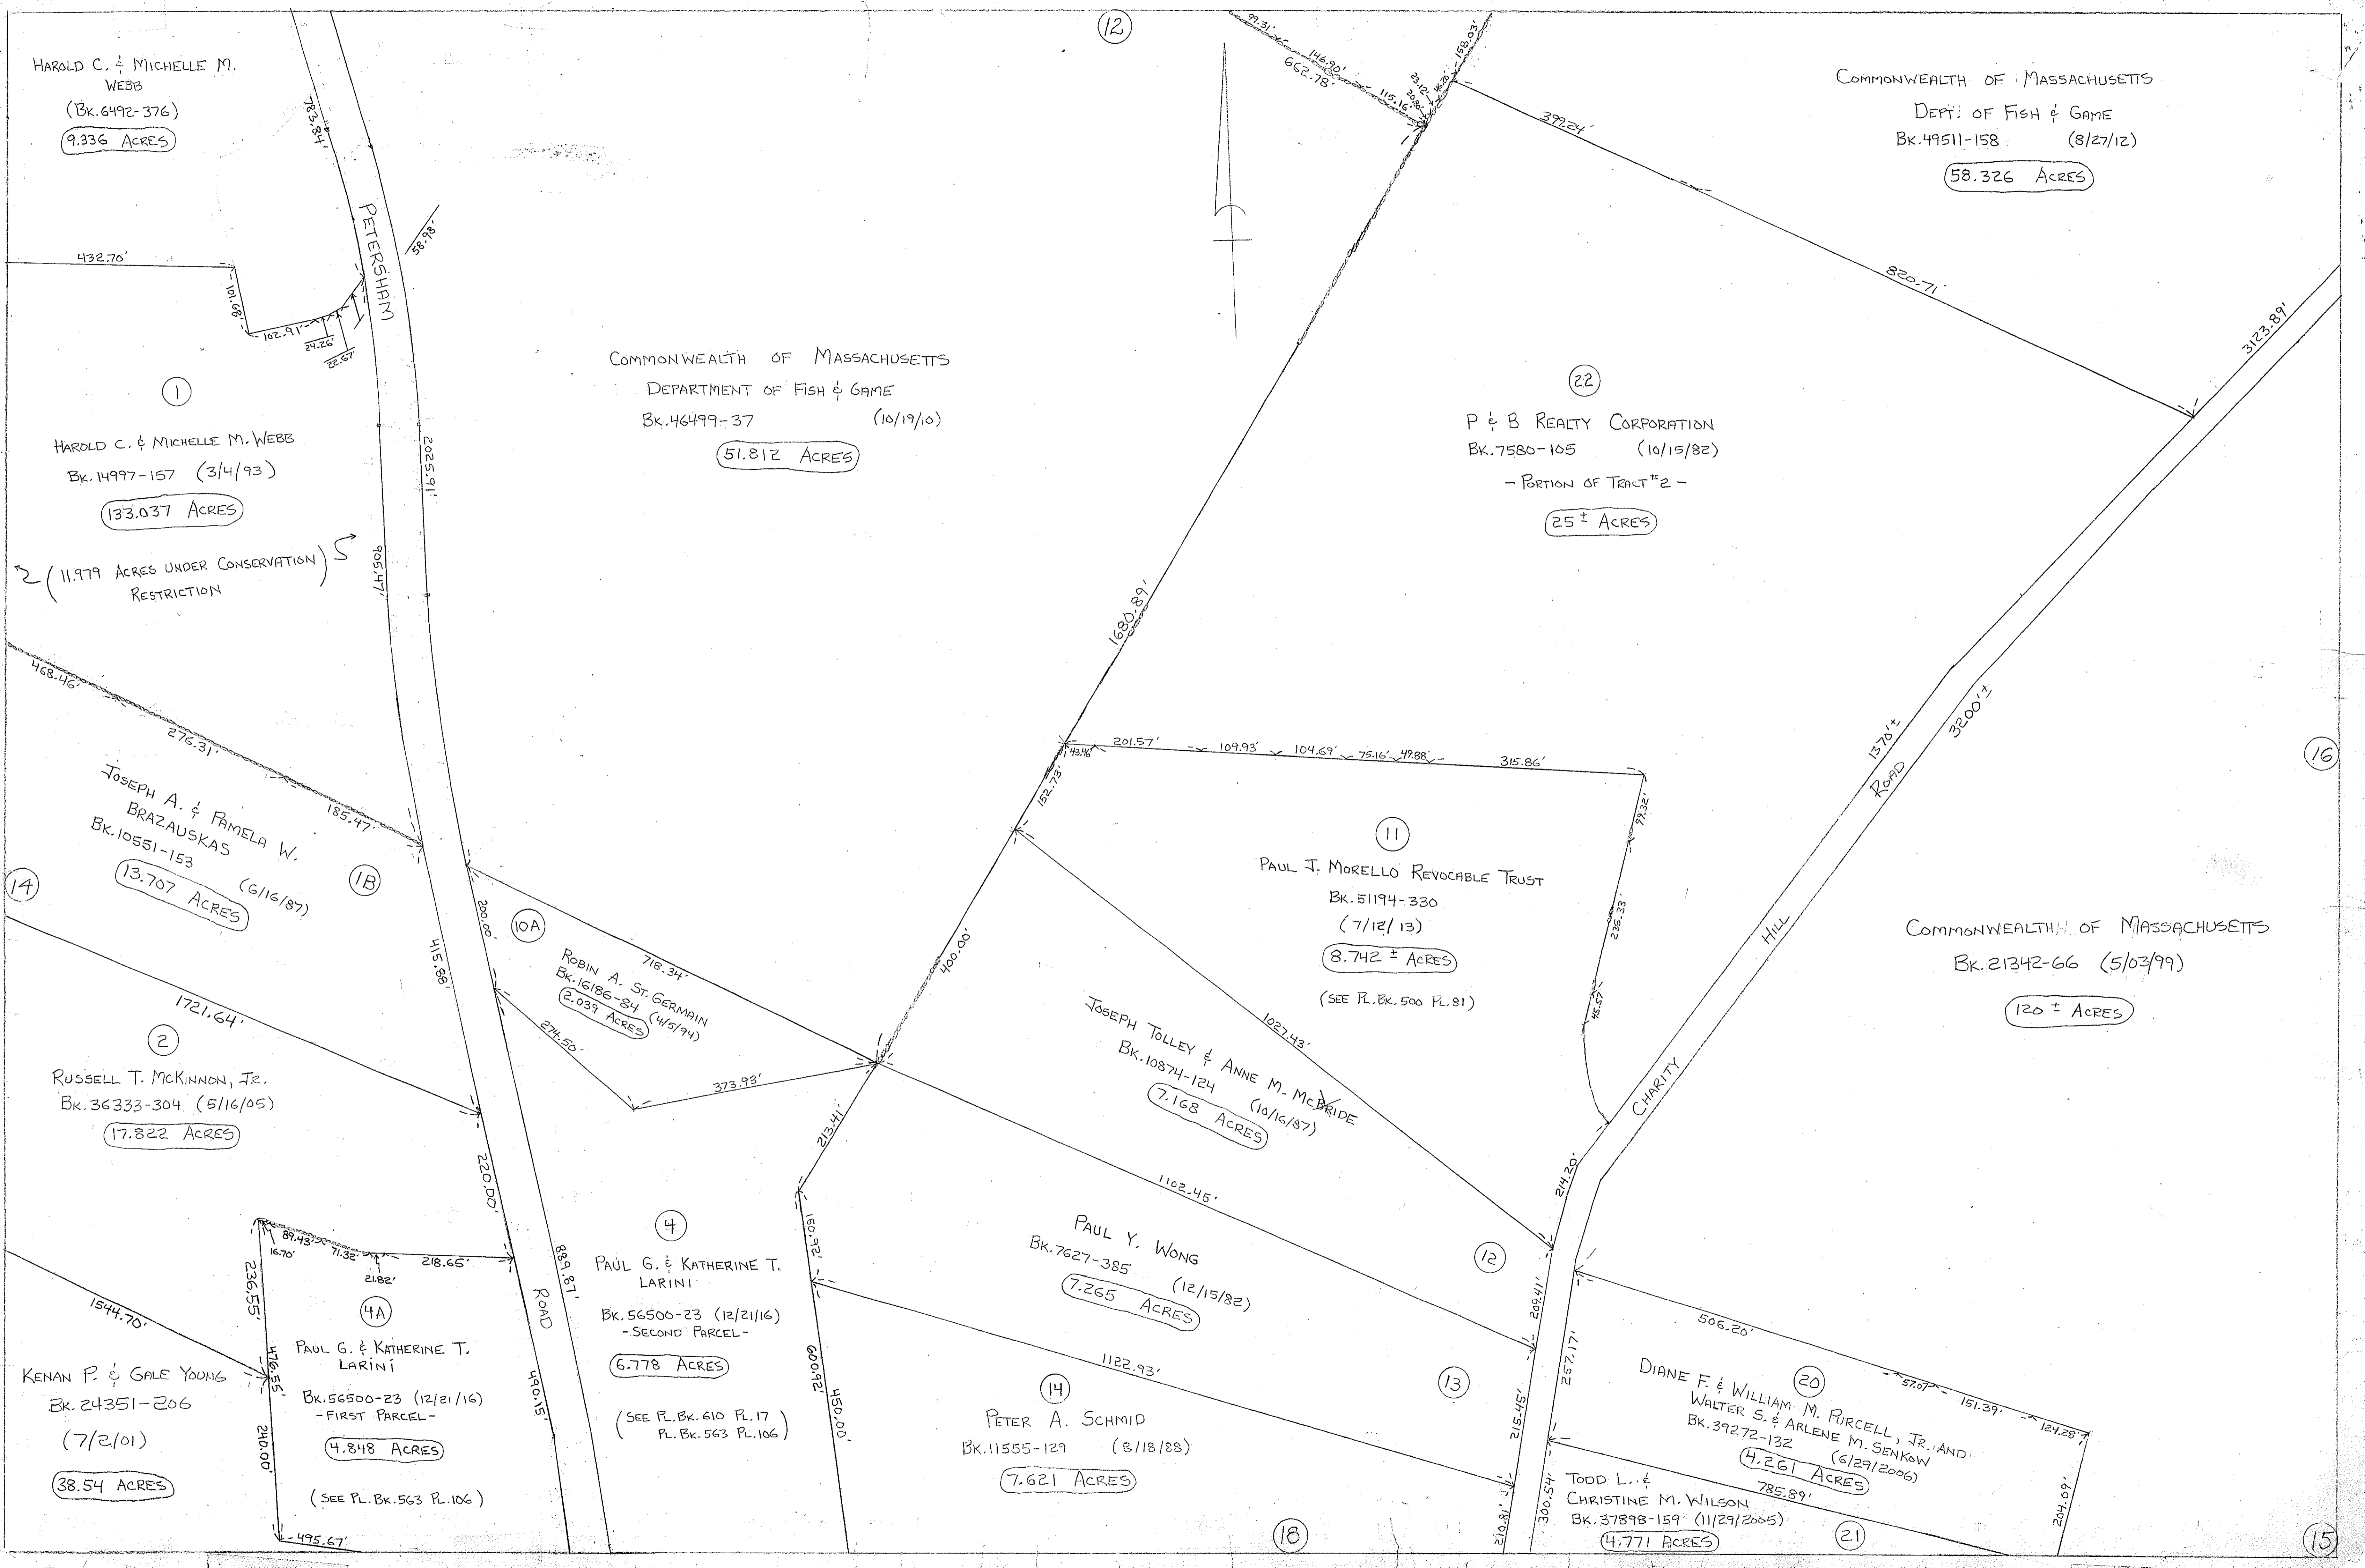 HAROLD C. & MICHELLE M.
WEBB
(BK.6492-376)
9.336 ACRES
783.84'
PETERSHAM
58.98'
432.70'
101.68'
102.91'
24.26'
22.67'
1
HAROLD C. & MICHELLE M. WEBB
BK.14997-157 (3/4/93)
133.037 ACRES
(11.979 ACRES UNDER CONSERVATION)
RESTRICTION
905.47'
2025.91'
12
COMMONWEALTH OF MASSACHUSETTS
DEPARTMENT OF FISH & GAME
BK.46499-37 (10/19/10)
51.812 ACRES
99.31'
146.90'
662.78'
115.16'
23.12'
20.80'
46.20'
158.03'
399.24'
820.71'
3123.89'
COMMONWEALTH OF MASSACHUSETTS
DEPT. OF FISH & GAME
BK.49511-158 (8/27/12)
58.326 ACRES
22
P & B REALTY CORPORATION
BK.7580-105 (10/15/82)
- PORTION OF TRACT #2 -
25± ACRES
1680.89'
468.46'
276.31'
185.47'
JOSEPH A. & PAMELA W.
BRAZAUSKAS
BK.10551-153 (6/16/87)
13.707 ACRES
1B
14
415.88'
200.00'
10A
718.34'
ROBIN A. ST. GERMAIN
BK.16186-84 (4/5/94)
2.039 ACRES
274.50'
373.93'
400.00'
152.73'
43.46'
201.57'
109.93'
104.69'
75.16'
49.88'
315.86'
99.32'
236.33'
45.57'
11
PAUL J. MORELLO REVOCABLE TRUST
BK.51194-330
(7/12/13)
8.742 ± ACRES
(SEE PL.BK.500 PL.81)
1370'±
3200'±
ROAD
HILL
CHARITY
16
COMMONWEALTH OF MASSACHUSETTS
BK.21342-66 (5/03/99)
120 ± ACRES
1027.43'
JOSEPH TOLLEY & ANNE M. MCBRIDE
BK.10874-124 (10/16/87)
7.168 ACRES
12
214.20'
1721.64'
2
RUSSELL T. MCKINNON, JR.
BK.36333-304 (5/16/05)
17.822 ACRES
220.00'
213.41'
1102.45'
PAUL Y. WONG
BK.7627-385 (12/15/82)
7.265 ACRES
13
209.41'
89.43'
16.70'
71.32'
21.82'
218.65'
236.55'
476.55'
240.00'
495.67'
4A
PAUL G. & KATHERINE T.
LARINI
BK.56500-23 (12/21/16)
-FIRST PARCEL-
4.848 ACRES
(SEE PL.BK.563 PL.106)
1544.70'
KENAN P. & GALE YOUNG
BK.24351-206
(7/2/01)
38.54 ACRES
ROAD
490.15'
889.87'
4
PAUL G. & KATHERINE T.
LARINI
BK.56500-23 (12/21/16)
-SECOND PARCEL-
6.778 ACRES
(SEE PL.BK.610 PL.17
PL.BK.563 PL.106)
150.92'
600.92'
450.00'
1122.93'
14
PETER A. SCHMID
BK.11555-129 (8/18/88)
7.621 ACRES
18
215.45'
210.81'
257.17'
300.54'
506.20'
57.07'
151.39'
124.28'
204.09'
20
DIANE F. & WILLIAM M. PURCELL, JR. AND
WALTER S. & ARLENE M. SENKOW
BK.39272-132 (6/29/2006)
4.261 ACRES
785.89'
TODD L. &
CHRISTINE M. WILSON
BK.37898-159 (11/29/2005)
4.771 ACRES
21
15